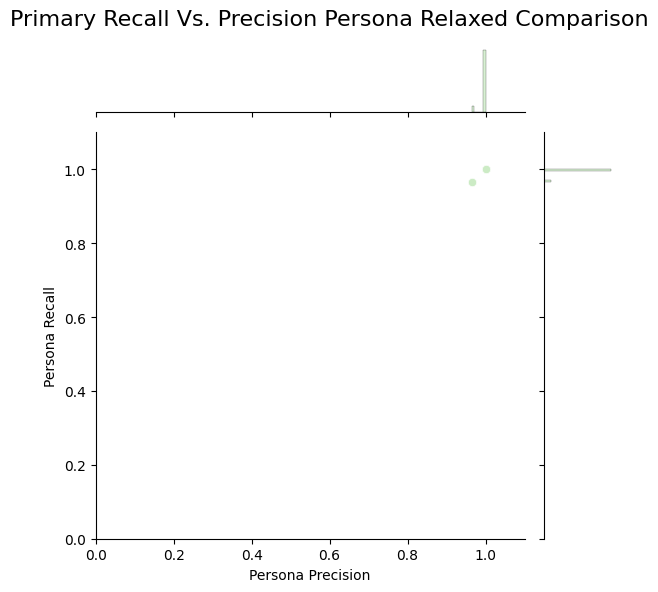 Primary Recall Vs. Precision Persona Relaxed Comparison
1.0
0.8
0.6
0.4
0.2
0.0
Persona Recall
0.0 0.2 0.4 0.6 0.8 1.0
Persona Precision